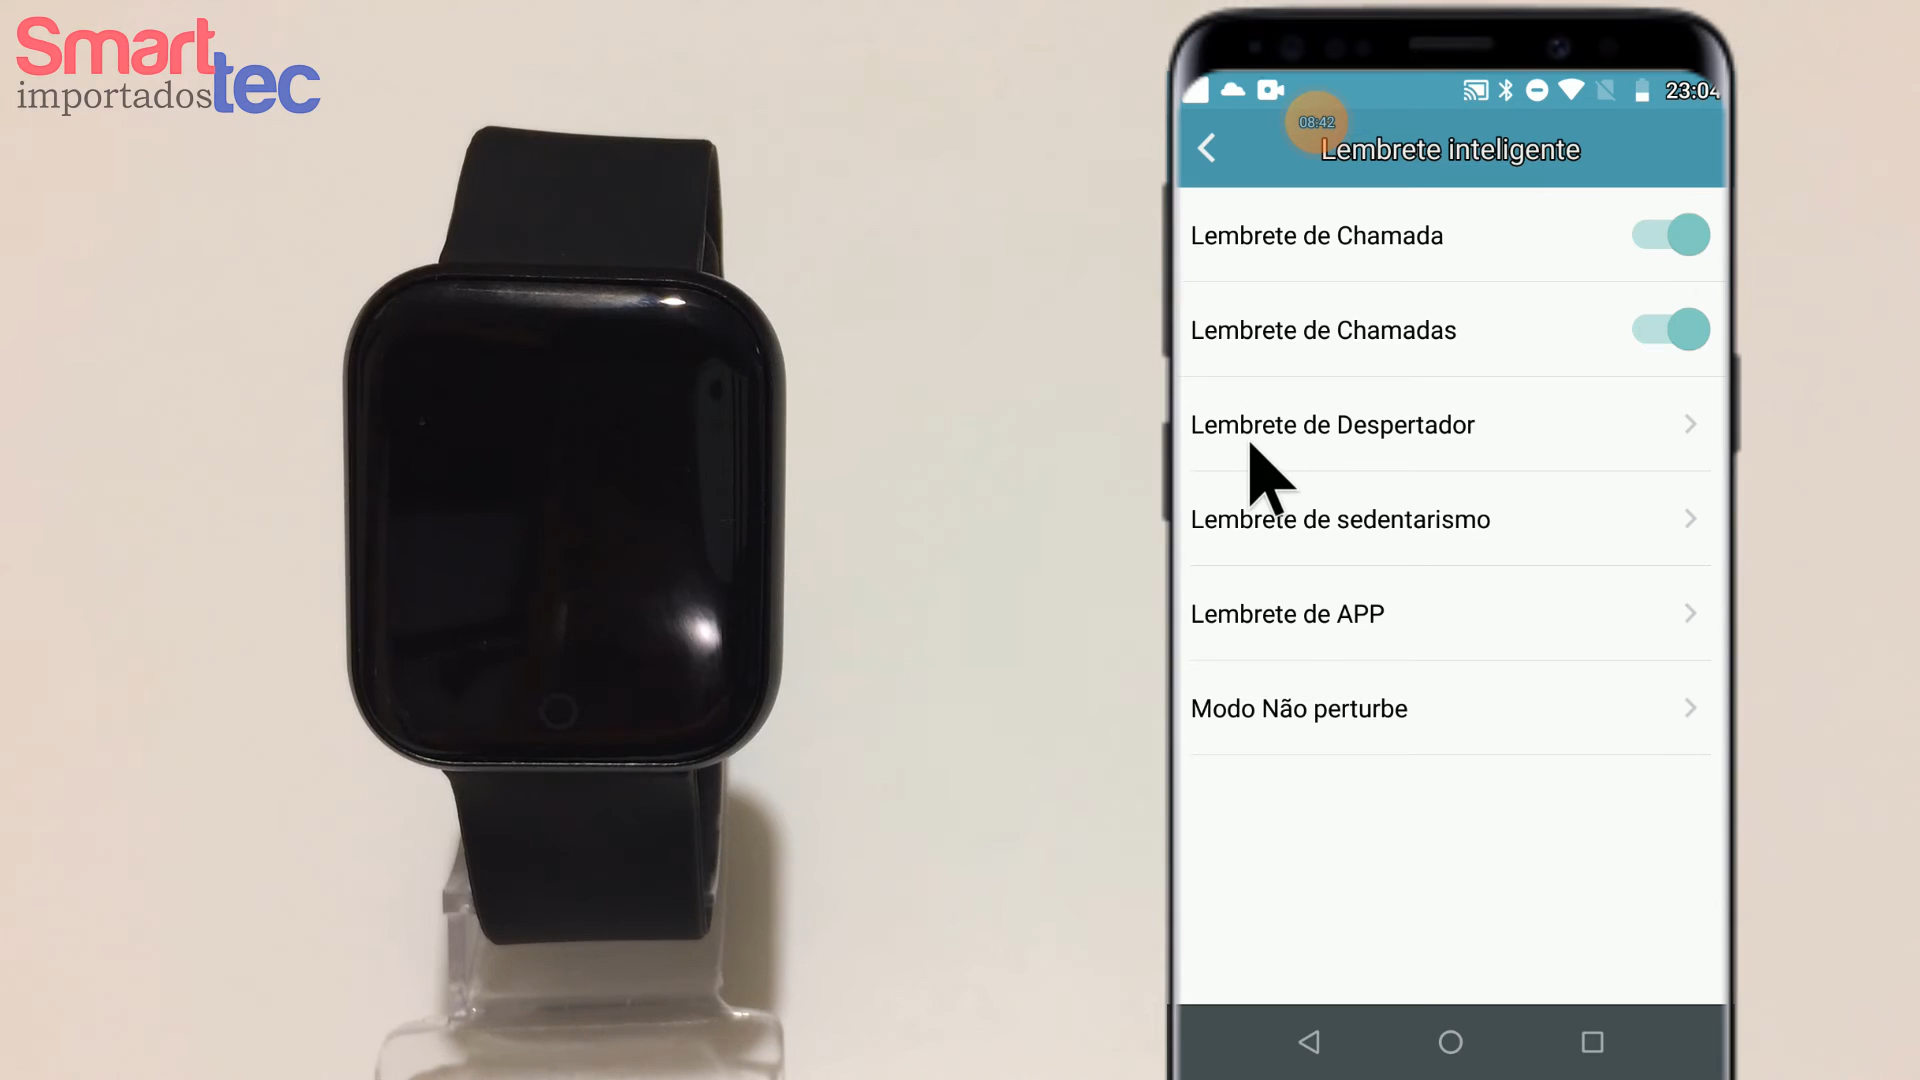 Smart
importados tec
23:04
08:42
Lembrete inteligente
Lembrete de Chamada
Lembrete de Chamadas
Lembrete de Despertador
Lembrete de sedentarismo
Lembrete de APP
Modo Não perturbe